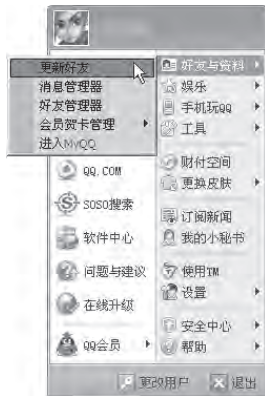 更新好友
消息管理器
好友管理器
会员贺卡管理
进入MyQQ
QQ.COM
SOSO搜索
软件中心
问题与建议
在线升级
QQ会员
好友与资料
娱乐
手机玩QQ
工具
财付空间
更换皮肤
订阅新闻
我的小秘书
使用TM
设置
安全中心
帮助
更改用户
退出